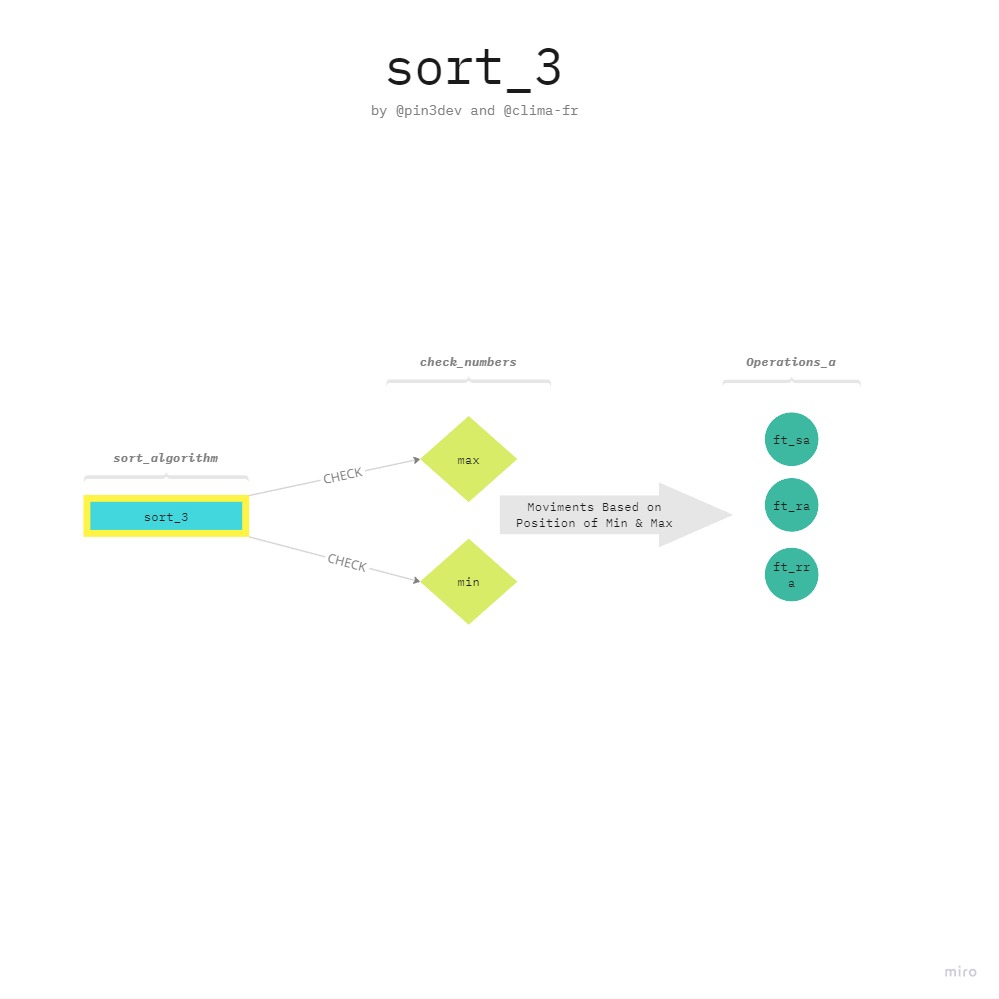 sort_3
by @pin3dev and @clima-fr
check_numbers
Operations_a
sort_algorithm
sort_3
CHECK
CHECK
max
min
Moviments Based on
Position of Min & Max
ft_sa
ft_ra
ft_rr
a
miro